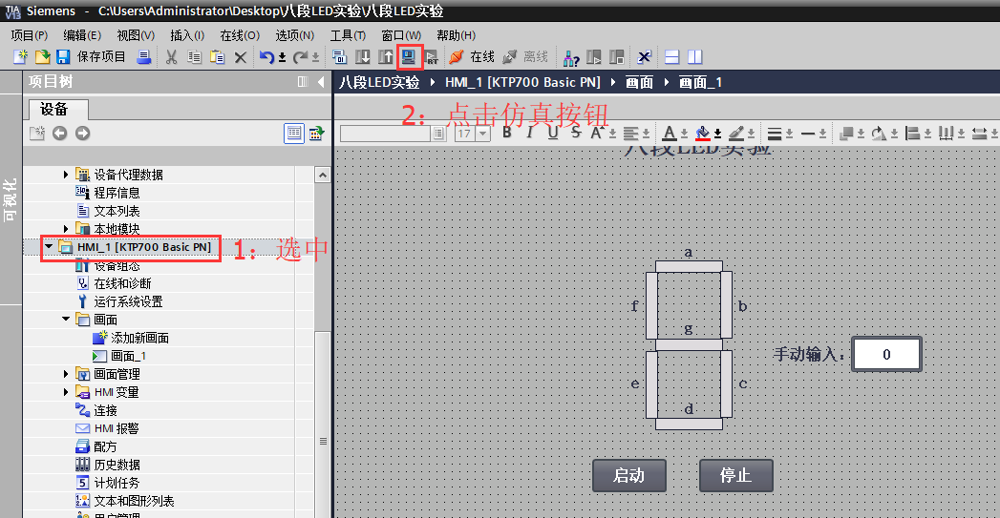 TIA
V13
Siemens - C:\Users\Administrator\Desktop\八段LED实验\八段LED实验
项目(P) 编辑(E) 视图(V) 插入(I) 在线(O) 选项(N) 工具(T) 窗口(W) 帮助(H)
保存项目 在线 离线
项目树
八段LED实验 HMI_1 [KTP700 Basic PN] 画面 画面_1
设备
2：点击仿真按钮
17 B I U S A A
八段LED实验
可视化
设备代理数据
程序信息
文本列表
本地模块
HMI_1 [KTP700 Basic PN]
1：选中
设备组态
在线和诊断
运行系统设置
画面
添加新画面
画面_1
画面管理
HMI 变量
连接
HMI 报警
配方
历史数据
计划任务
文本和图形列表
用户管理
a
f b
g
手动输入： 0
e c
d
启动 停止